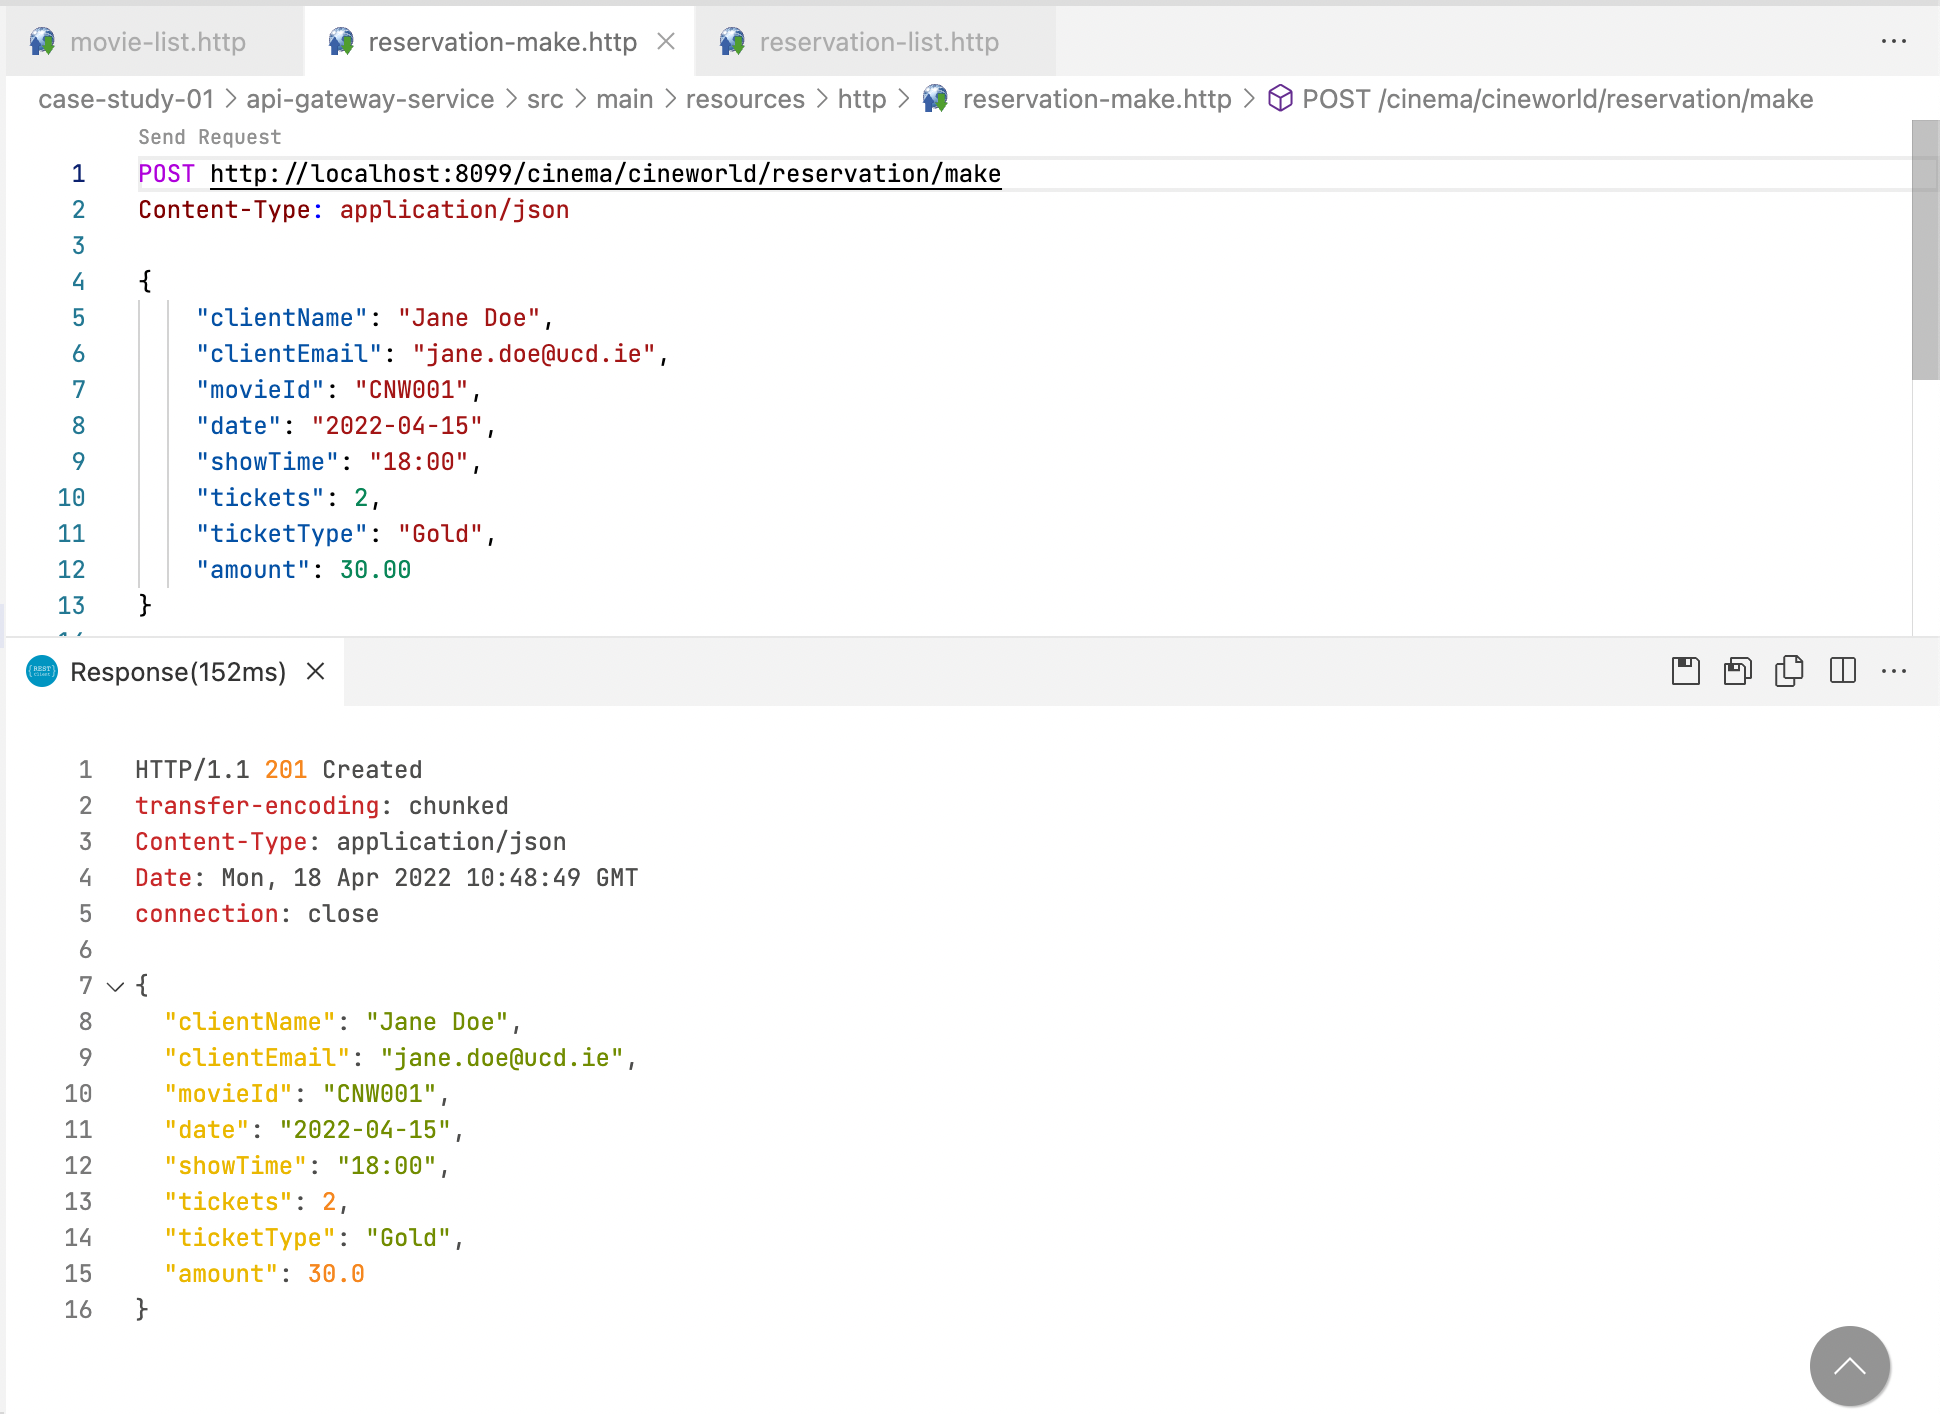 movie-list.http reservation-make.http reservation-list.http
case-study-01 > api-gateway-service > src > main > resources > http > reservation-make.http > POST /cinema/cineworld/reservation/make
Send Request
1 POST http://localhost:8099/cinema/cineworld/reservation/make
2 Content-Type: application/json
3
4 {
5 "clientName": "Jane Doe",
6 "clientEmail": "jane.doe@ucd.ie",
7 "movieId": "CNW001",
8 "date": "2022-04-15",
9 "showTime": "18:00",
10 "tickets": 2,
11 "ticketType": "Gold",
12 "amount": 30.00
13 }
Response(152ms)
1 HTTP/1.1 201 Created
2 transfer-encoding: chunked
3 Content-Type: application/json
4 Date: Mon, 18 Apr 2022 10:48:49 GMT
5 connection: close
6
7 {
8 "clientName": "Jane Doe",
9 "clientEmail": "jane.doe@ucd.ie",
10 "movieId": "CNW001",
11 "date": "2022-04-15",
12 "showTime": "18:00",
13 "tickets": 2,
14 "ticketType": "Gold",
15 "amount": 30.0
16 }